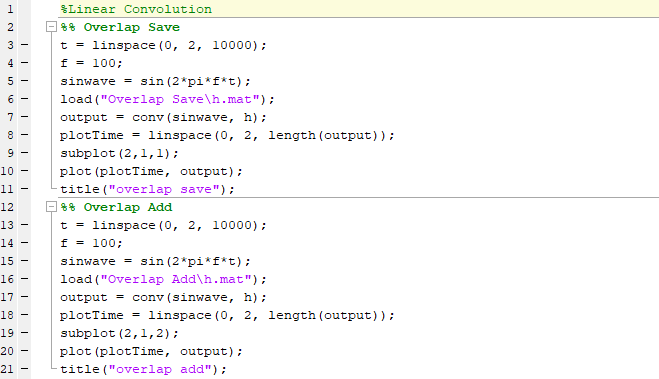 1 %Linear Convolution
2 %% Overlap Save
3 – t = linspace(0, 2, 10000);
4 – f = 100;
5 – sinwave = sin(2*pi*f*t);
6 – load("Overlap Save\h.mat");
7 – output = conv(sinwave, h);
8 – plotTime = linspace(0, 2, length(output));
9 – subplot(2,1,1);
10 – plot(plotTime, output);
11 – title("overlap save");
12 %% Overlap Add
13 – t = linspace(0, 2, 10000);
14 – f = 100;
15 – sinwave = sin(2*pi*f*t);
16 – load("Overlap Add\h.mat");
17 – output = conv(sinwave, h);
18 – plotTime = linspace(0, 2, length(output));
19 – subplot(2,1,2);
20 – plot(plotTime, output);
21 – title("overlap add");